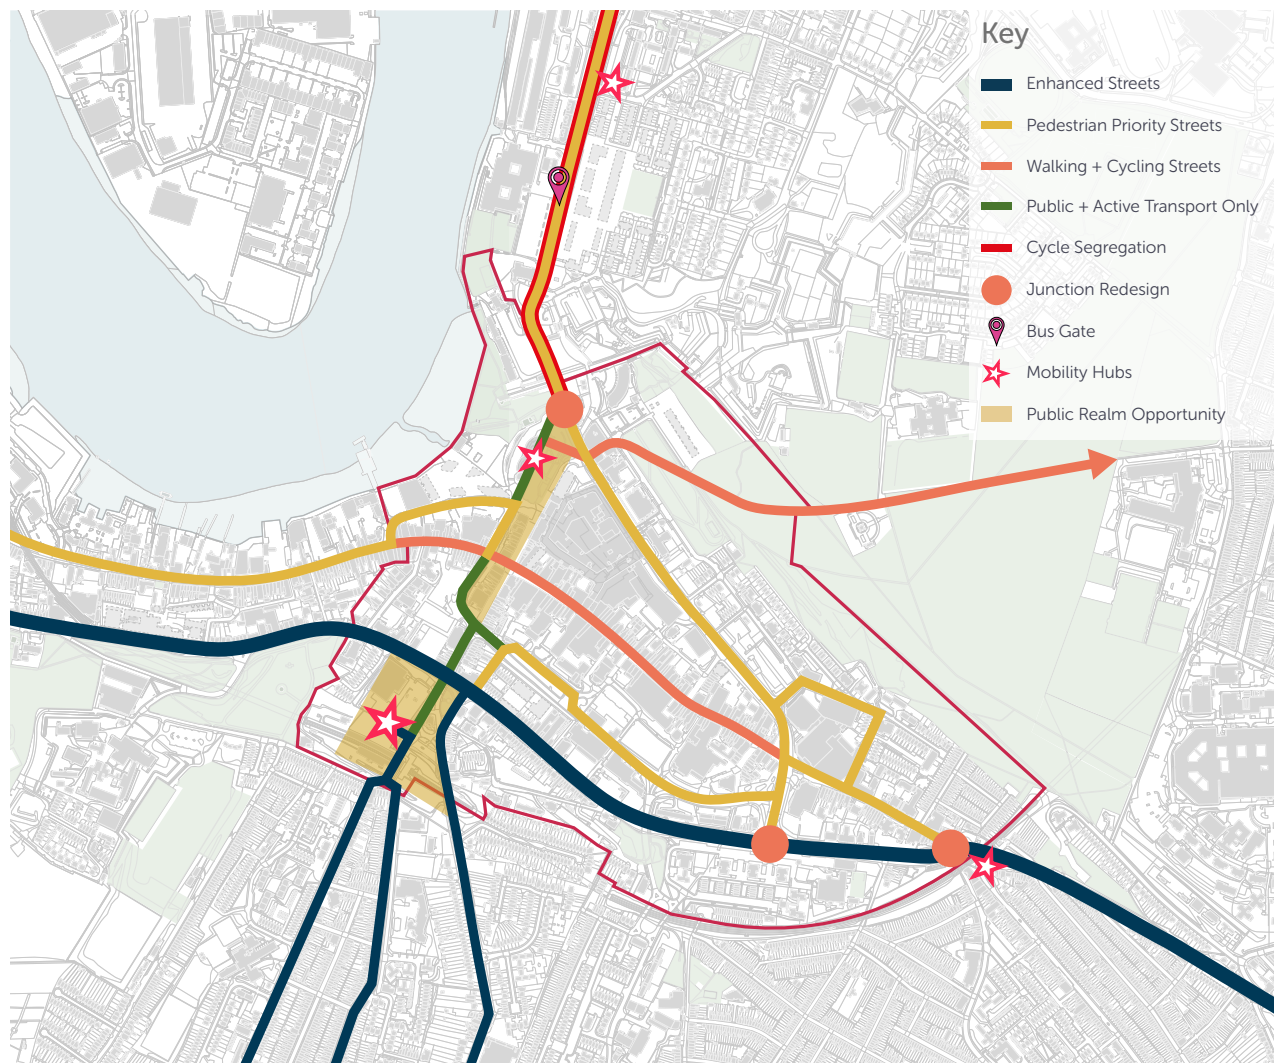 Key
Enhanced Streets
Pedestrian Priority Streets
Walking + Cycling Streets
Public + Active Transport Only
Cycle Segregation
Junction Redesign
Bus Gate
Mobility Hubs
Public Realm Opportunity